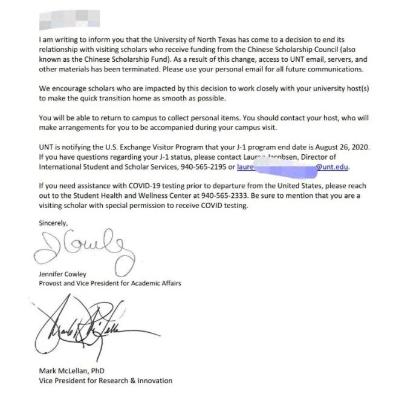 I am writing to inform you that the University of North Texas has come to a decision to end its
relationship with visiting scholars who receive funding from the Chinese Scholarship Council (also
known as the Chinese Scholarship Fund). As a result of this change, access to UNT email, servers, and
other materials has been terminated. Please use your personal email for all future communications.
We encourage scholars who are impacted by this decision to work closely with your university host(s)
to make the quick transition home as smooth as possible.
You will be able to return to campus to collect personal items. You should contact your host, who will
make arrangements for you to be accompanied during your campus visit.
UNT is notifying the U.S. Exchange Visitor Program that your J-1 program end date is August 26, 2020.
If you have questions regarding your J-1 status, please contact Jacobsen, Director of
International Student and Scholar Services, 940-565-2195 or @unt.edu.
If you need assistance with COVID-19 testing prior to departure from the United States, please reach
out to the Student Health and Wellness Center at 940-565-2333. Be sure to mention that you are a
visiting scholar with special permission to receive COVID testing.
Sincerely,
J Cowley
Jennifer Cowley
Provost and Vice President for Academic Affairs
Mark McLellan, PhD
Vice President for Research & Innovation